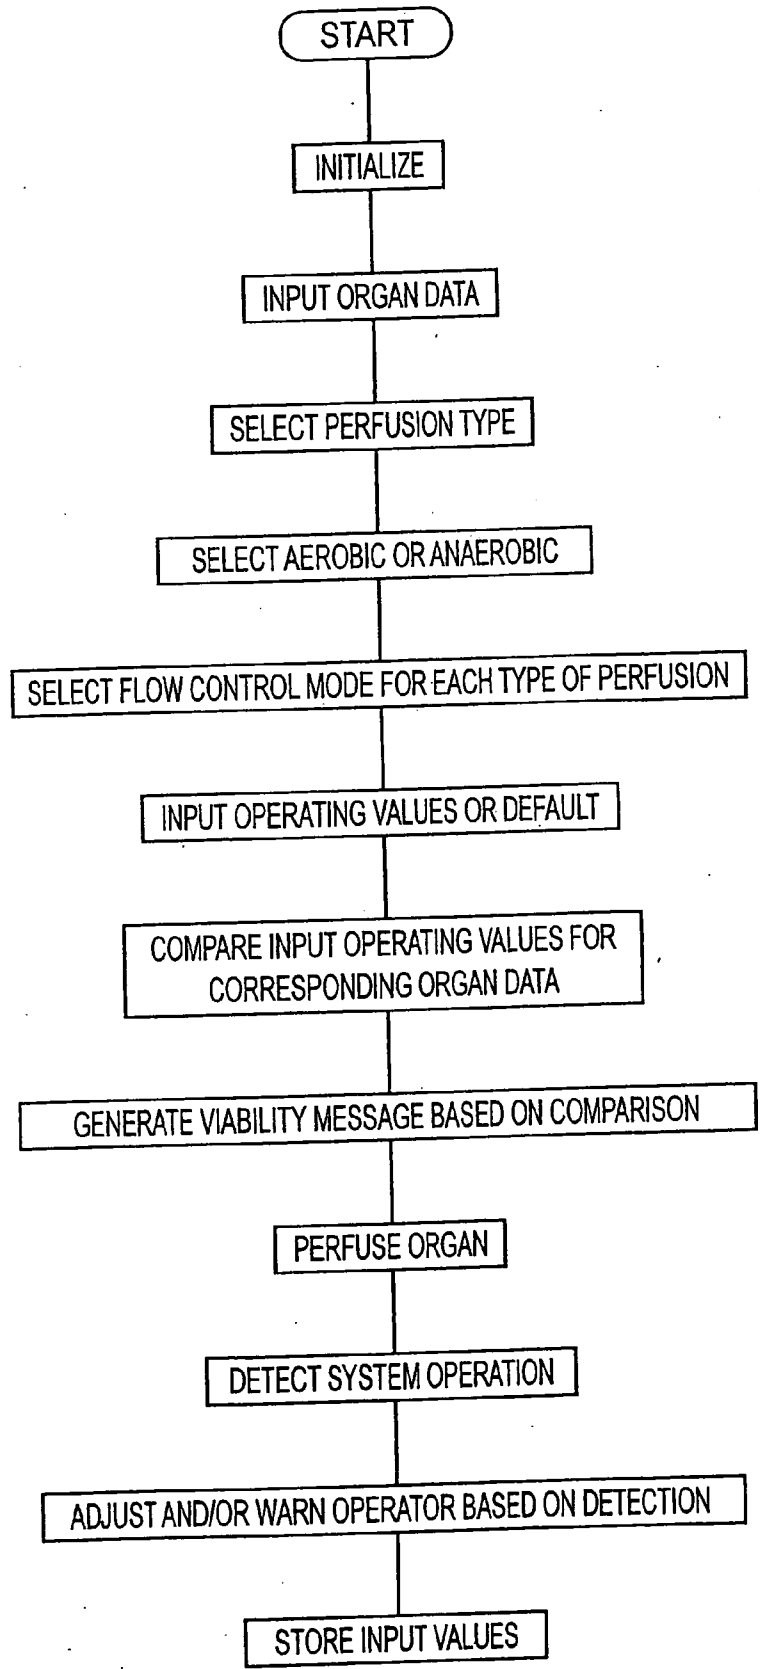 START
INITIALIZE
INPUT ORGAN DATA
SELECT PERFUSION TYPE
SELECT AEROBIC OR ANAEROBIC
SELECT FLOW CONTROL MODE FOR EACH TYPE OF PERFUSION
INPUT OPERATING VALUES OR DEFAULT
COMPARE INPUT OPERATING VALUES FOR
CORRESPONDING ORGAN DATA
GENERATE VIABILITY MESSAGE BASED ON COMPARISON
PERFUSE ORGAN
DETECT SYSTEM OPERATION
ADJUST AND/OR WARN OPERATOR BASED ON DETECTION
STORE INPUT VALUES